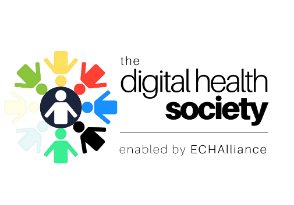 the
digital health
society
enabled by ECHAlliance